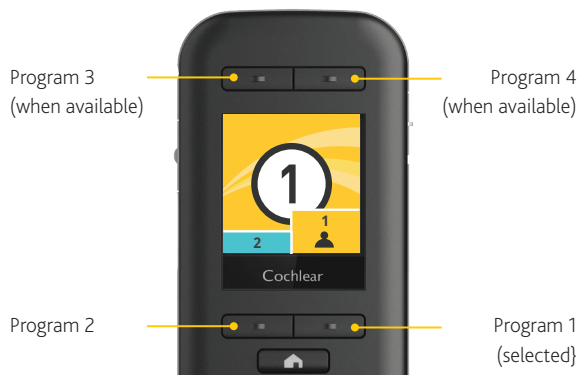 Program 3
(when available)
Program 4
(when available)
1
1
2
Cochlear
Program 2
Program 1
(selected}